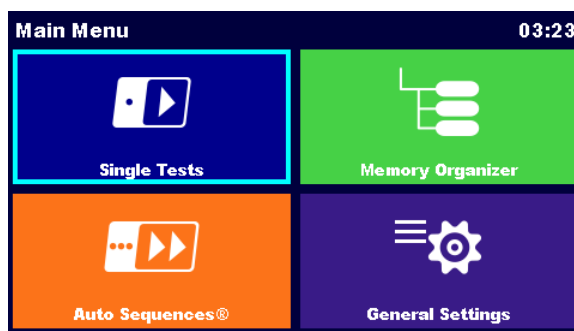 Main Menu 03:23
Single Tests
Memory Organizer
Auto Sequences®
General Settings